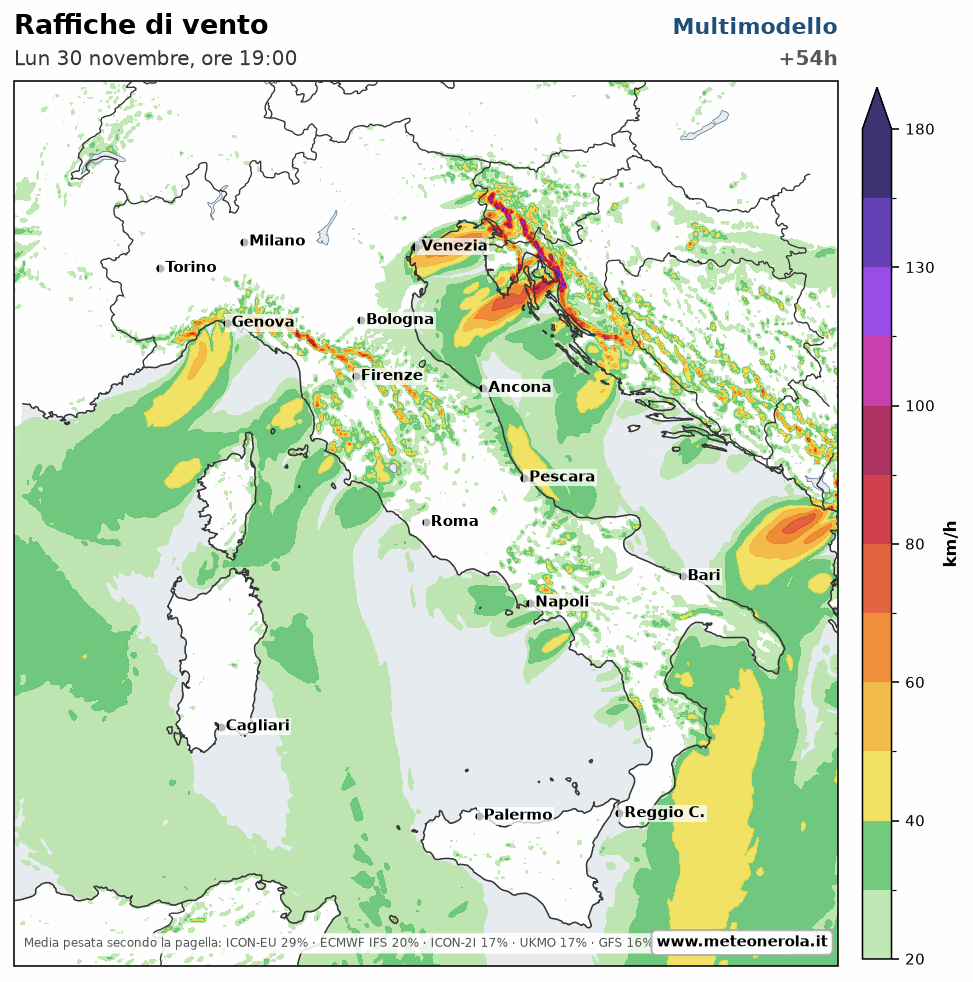 Raffiche di vento
Multimodello
Lun 30 novembre, ore 19:00
+54h
180
130
100
80
60
40
20
km/h
Venezia
Milano
Torino
Genova
Bologna
Firenze
Ancona
Pescara
Roma
Bari
Napoli
Cagliari
Palermo
Reggio C.
Media pesata secondo la pagella: ICON-EU 29% · ECMWF IFS 20% · ICON-2I 17% · UKMO 17% · GFS 16%
www.meteonerola.it